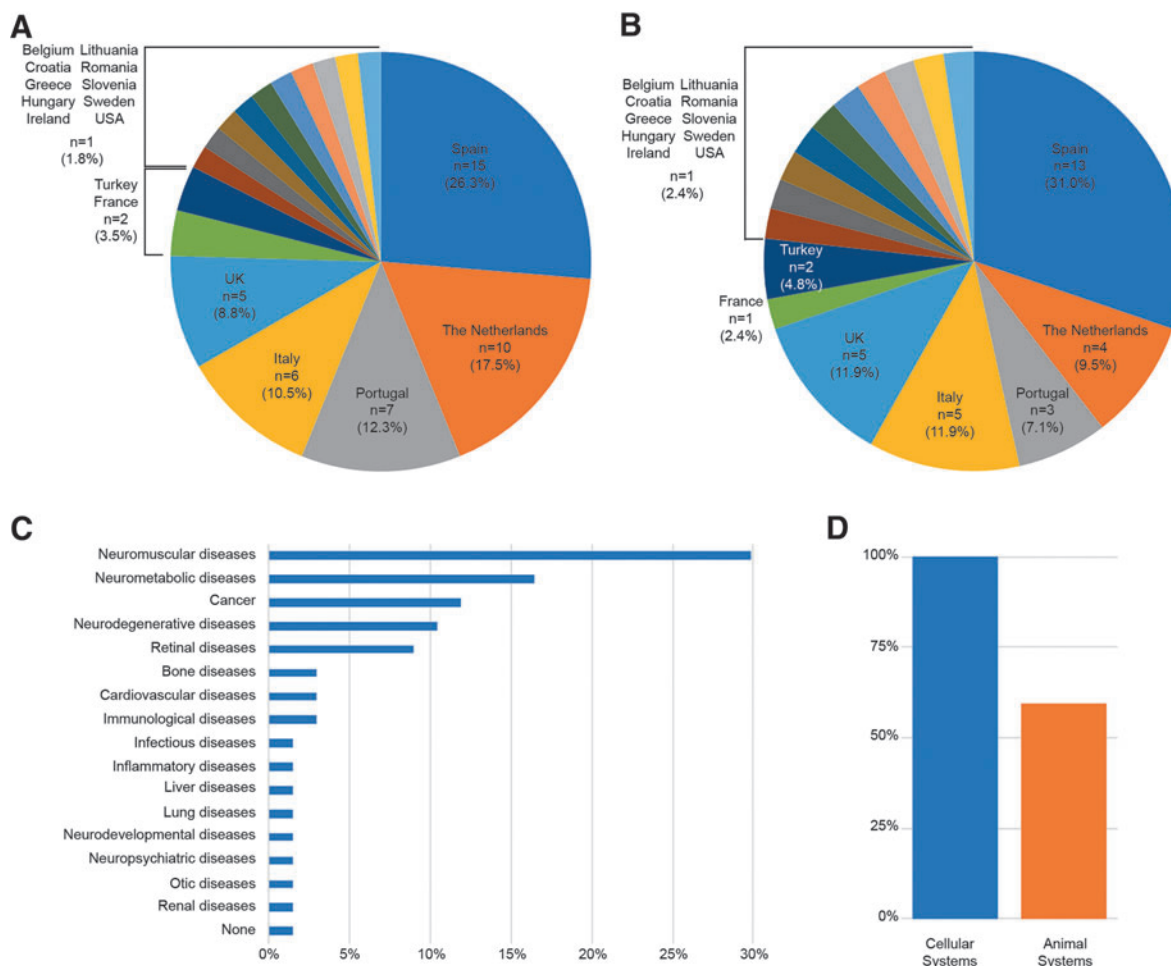 A
Belgium Lithuania
Croatia Romania
Greece Slovenia
Hungary Sweden
Ireland USA
n=1
(1.8%)
Turkey
France
n=2
(3.5%)
Spain
n=15
(26.3%)
The Netherlands
n=10
(17.5%)
Portugal
n=7
(12.3%)
Italy
n=6
(10.5%)
UK
n=5
(8.8%)
B
Belgium Lithuania
Croatia Romania
Greece Slovenia
Hungary Sweden
Ireland USA
n=1
(2.4%)
Turkey
n=2
(4.8%)
France
n=1
(2.4%)
Spain
n=13
(31.0%)
The Netherlands
n=4
(9.5%)
Portugal
n=3
(7.1%)
Italy
n=5
(11.9%)
UK
n=5
(11.9%)
C
Neuromuscular diseases
Neurometabolic diseases
Cancer
Neurodegenerative diseases
Retinal diseases
Bone diseases
Cardiovascular diseases
Immunological diseases
Infectious diseases
Inflammatory diseases
Liver diseases
Lung diseases
Neurodevelopmental diseases
Neuropsychiatric diseases
Otic diseases
Renal diseases
None
0% 5% 10% 15% 20% 25% 30%
D
100%
75%
50%
25%
0%
Cellular Systems
Animal Systems